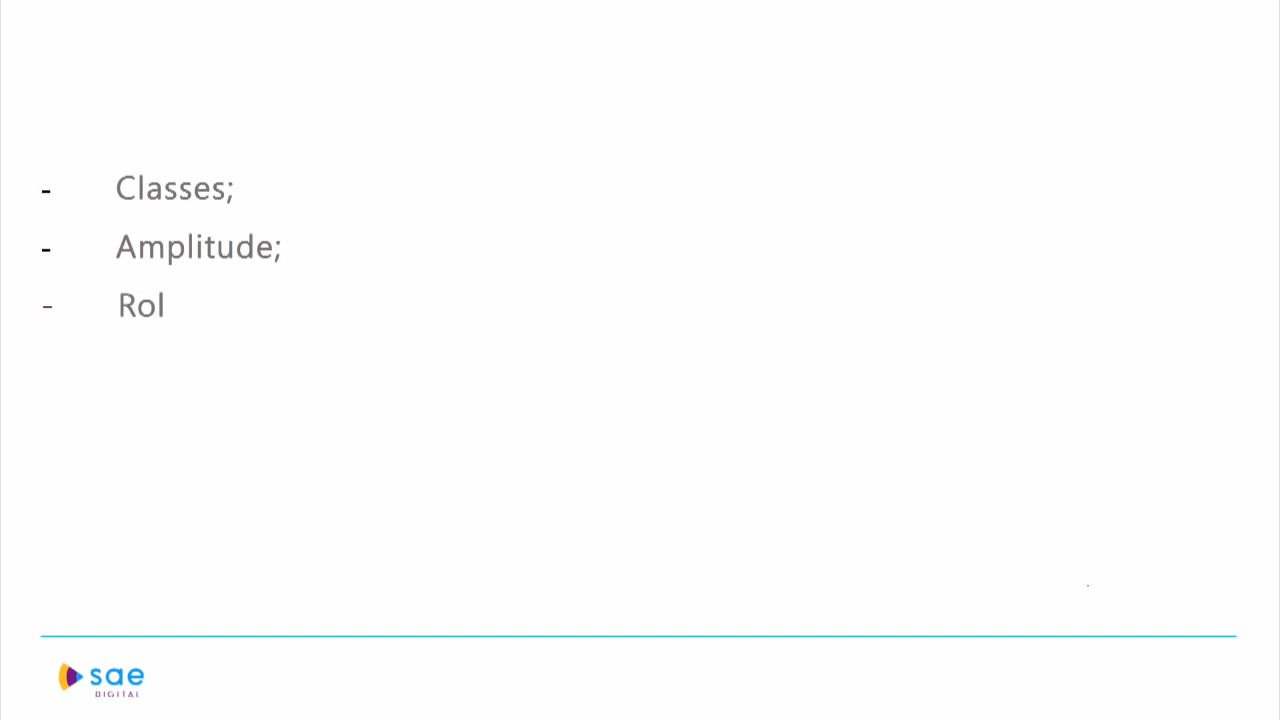 - Classes;
- Amplitude;
- Rol
sae
DIGITAL